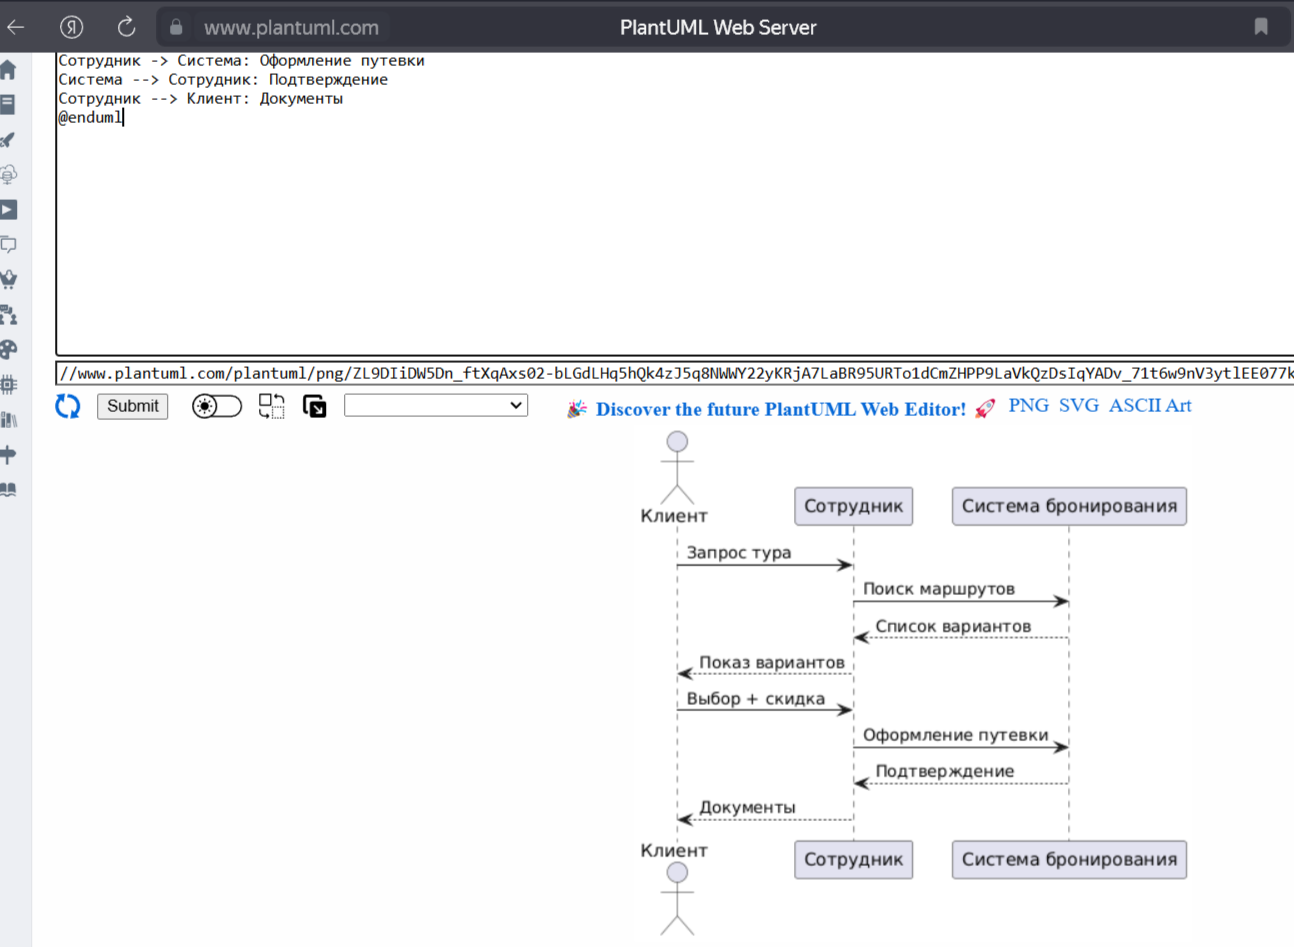 Я www.plantuml.com PlantUML Web Server
Сотрудник -> Система: Оформление путевки
Система --> Сотрудник: Подтверждение
Сотрудник --> Клиент: Документы
@enduml
//www.plantuml.com/plantuml/png/ZL9DIiDW5Dn_ftXqAxs02-bLGdLHq5hQk4zJ5q8NWWY22yKRjA7LaBR95URTo1dCmZHPP9LaVkQzDsIqYADv_71t6w9nV3ytlEE077k
Submit Discover the future PlantUML Web Editor! PNG SVG ASCII Art
Клиент Сотрудник Система бронирования
Запрос тура
Поиск маршрутов
Список вариантов
Показ вариантов
Выбор + скидка
Оформление путевки
Подтверждение
Документы
Клиент Сотрудник Система бронирования